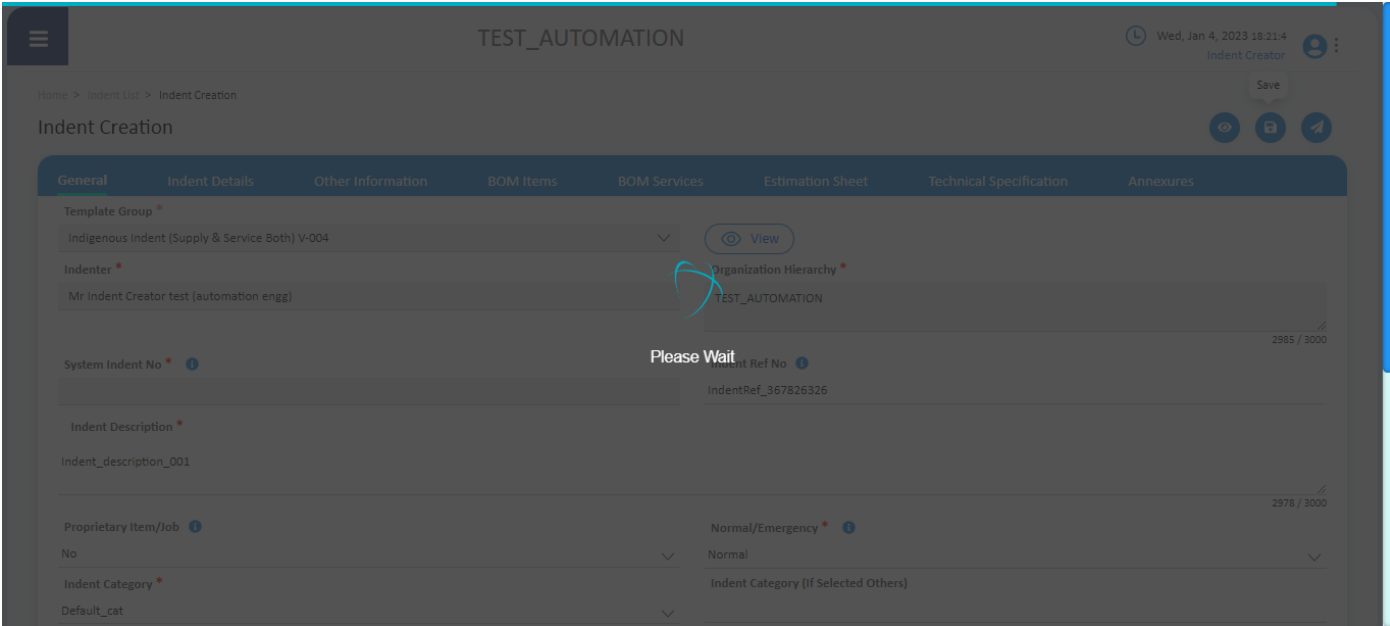 TEST_AUTOMATION
Wed, Jan 4, 2023 18:21:4
Indent Creator
Home > Indent List > Indent Creation
Save
Indent Creation
General Indent Details Other Information BOM Items BOM Services Estimation Sheet Technical Specification Annexures
Template Group *
Indigenous Indent (Supply & Service Both) V-004
View
Indenter *
Organization Hierarchy *
Mr Indent Creator test (automation engg)
TEST_AUTOMATION
2985 / 3000
Please Wait
System Indent No *
Indent Ref No
IndentRef_367826326
Indent Description *
Indent_description_001
2978 / 3000
Proprietary Item/Job
Normal/Emergency *
No
Normal
Indent Category *
Indent Category (If Selected Others)
Default_cat